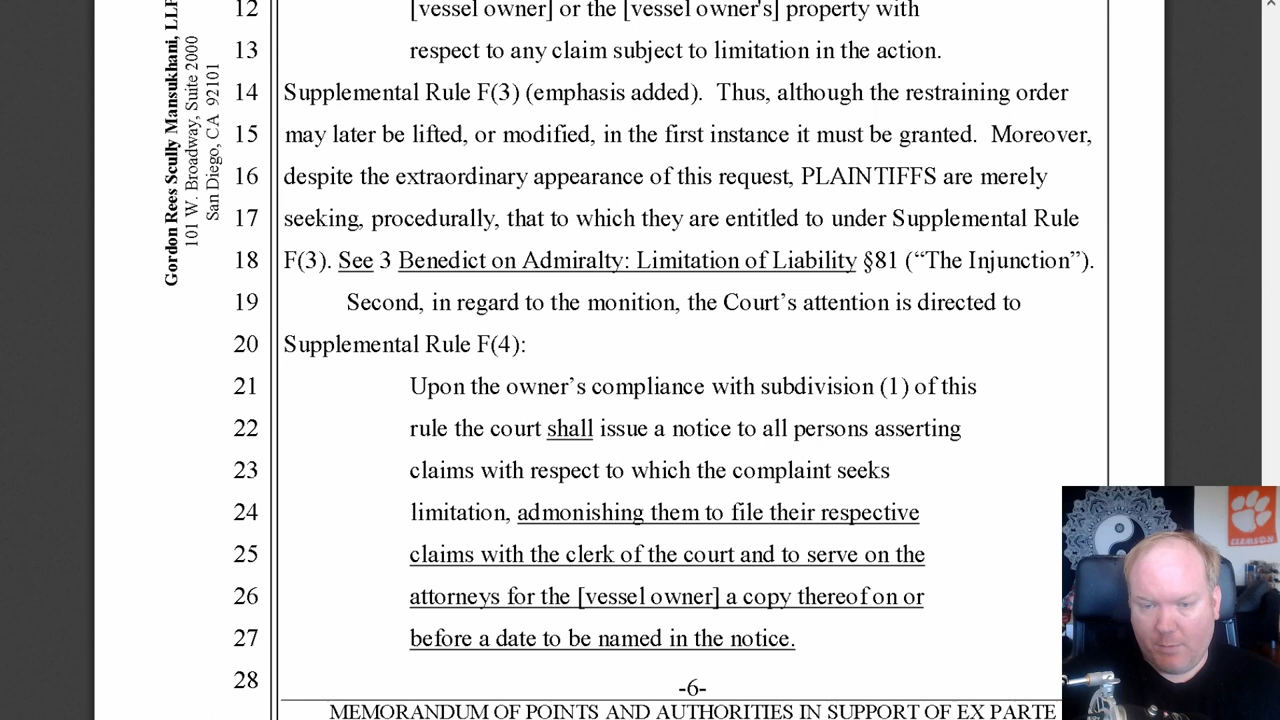 Gordon Rees Scully Mansukhani, LLP
101 W. Broadway, Suite 2000
San Diego, CA 92101
12 [vessel owner] or the [vessel owner's] property with
13 respect to any claim subject to limitation in the action.
14 Supplemental Rule F(3) (emphasis added). Thus, although the restraining order
15 may later be lifted, or modified, in the first instance it must be granted. Moreover,
16 despite the extraordinary appearance of this request, PLAINTIFFS are merely
17 seeking, procedurally, that to which they are entitled to under Supplemental Rule
18 F(3). See 3 Benedict on Admiralty: Limitation of Liability §81 (“The Injunction”).
19 Second, in regard to the monition, the Court’s attention is directed to
20 Supplemental Rule F(4):
21 Upon the owner’s compliance with subdivision (1) of this
22 rule the court shall issue a notice to all persons asserting
23 claims with respect to which the complaint seeks
24 limitation, admonishing them to file their respective
25 claims with the clerk of the court and to serve on the
26 attorneys for the [vessel owner] a copy thereof on or
27 before a date to be named in the notice.
28
-6-
MEMORANDUM OF POINTS AND AUTHORITIES IN SUPPORT OF EX PARTE
CLEMSON